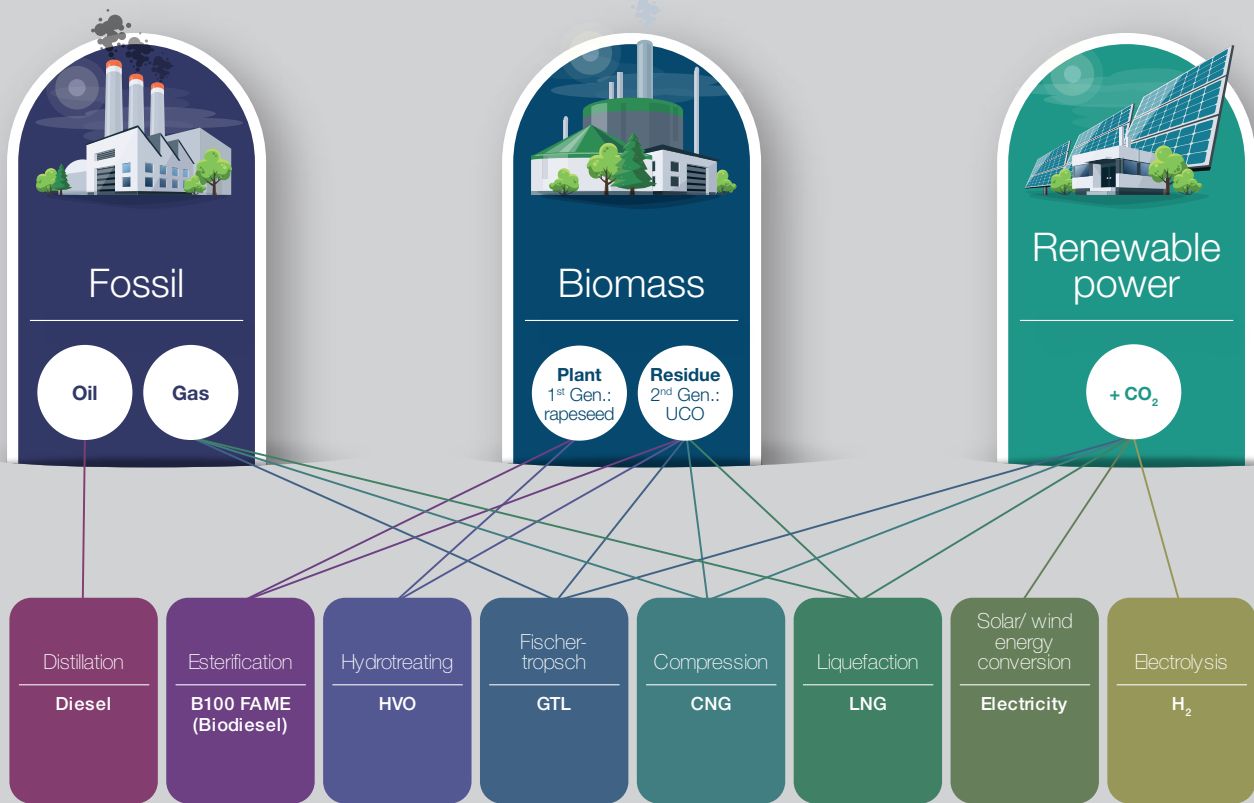 Fossil
Oil
Gas
Biomass
Plant
1st Gen.:
rapeseed
Residue
2nd Gen.:
UCO
Renewable
power
+ CO₂
Distillation
Diesel
Esterification
B100 FAME
(Biodiesel)
Hydrotreating
HVO
Fischer-
tropsch
GTL
Compression
CNG
Liquefaction
LNG
Solar/ wind
energy
conversion
Electricity
Electrolysis
H₂